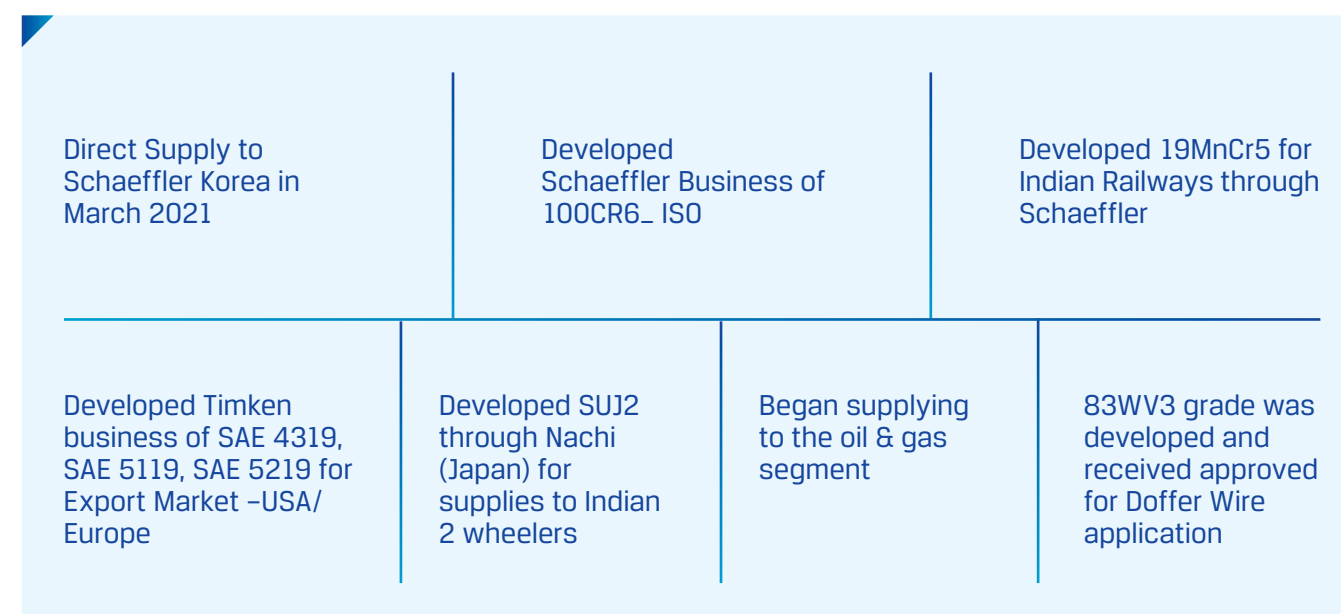 Direct Supply to
Schaeffler Korea in
March 2021
Developed
Schaeffler Business of
100CR6_ ISO
Developed 19MnCr5 for
Indian Railways through
Schaeffler
Developed Timken
business of SAE 4319,
SAE 5119, SAE 5219 for
Export Market –USA/
Europe
Developed SUJ2
through Nachi
(Japan) for
supplies to Indian
2 wheelers
Began supplying
to the oil & gas
segment
83WV3 grade was
developed and
received approved
for Doffer Wire
application